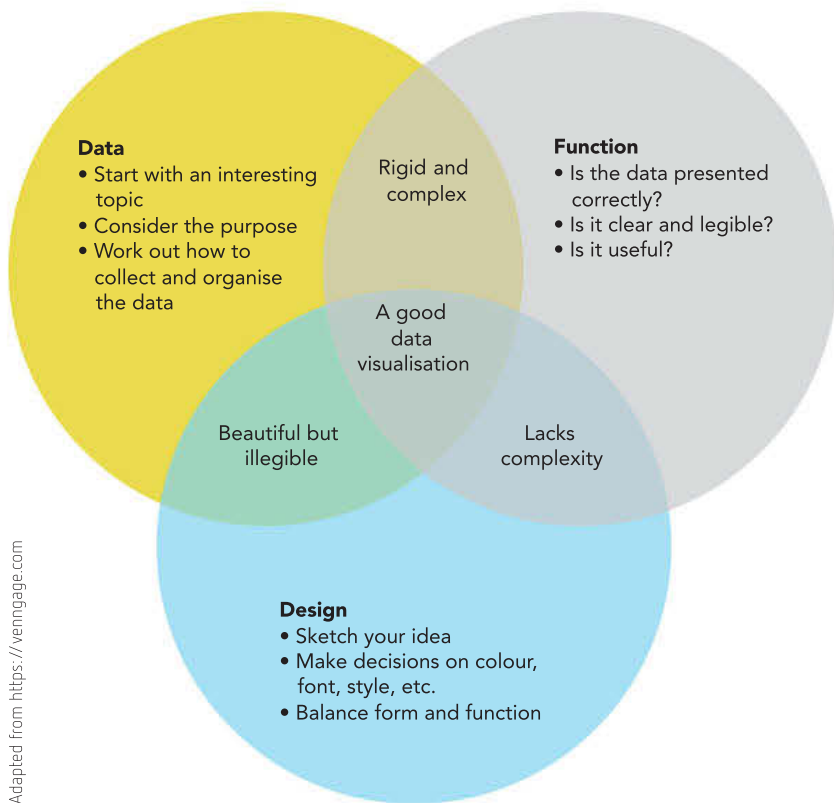 Data
• Start with an interesting
topic
• Consider the purpose
• Work out how to
collect and organise
the data
Rigid and
complex
Function
• Is the data presented
correctly?
• Is it clear and legible?
• Is it useful?
A good
data
visualisation
Beautiful but
illegible
Lacks
complexity
Design
• Sketch your idea
• Make decisions on colour,
font, style, etc.
• Balance form and function
Adapted from https://venngage.com